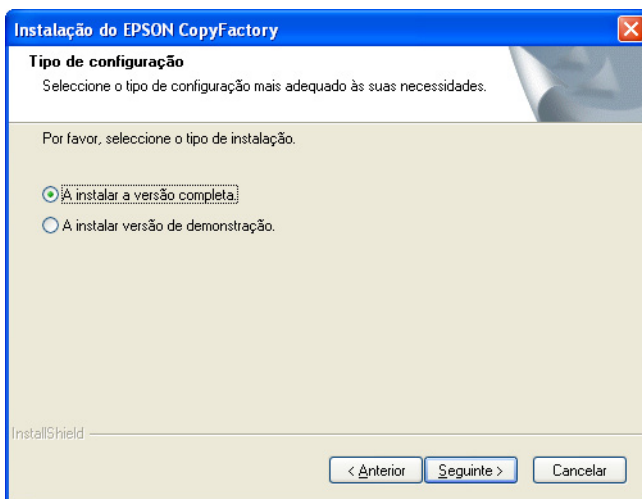 Instalação do EPSON CopyFactory
Tipo de configuração
Seleccione o tipo de configuração mais adequado às suas necessidades.
Por favor, seleccione o tipo de instalação.
A instalar a versão completa.
A instalar versão de demonstração.
InstallShield
< Anterior
Seguinte >
Cancelar